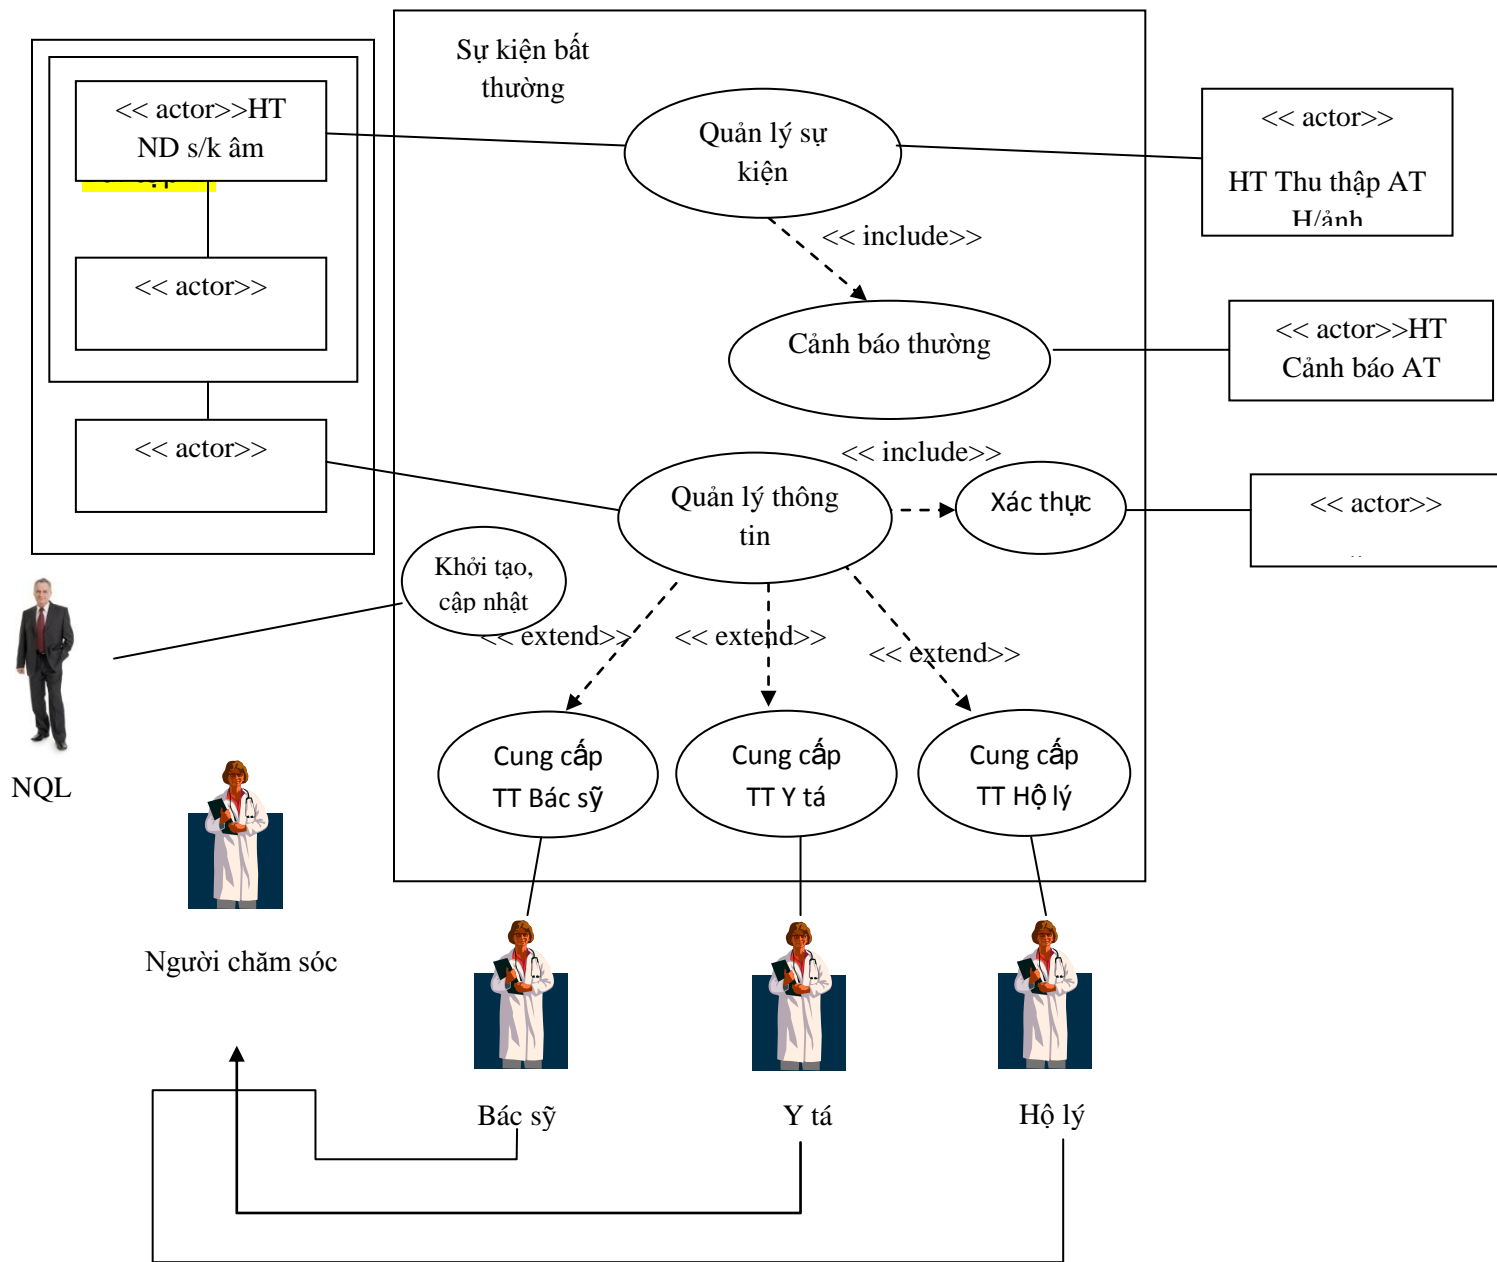 Sự kiện bất
thường
<< actor>>HT
ND s/k âm
Quản lý sự
kiện
<< actor>>
HT Thu thập AT
H/ảnh
<< include>>
<< actor>>
Cảnh báo thường
<< actor>>HT
Cảnh báo AT
<< actor>>
<< include>>
Quản lý thông
tin
Xác thực
<< actor>>
Khởi tạo,
cập nhật
<< extend>>
<< extend>>
<< extend>>
Cung cấp
TT Bác sỹ
Cung cấp
TT Y tá
Cung cấp
TT Hộ lý
NQL
Người chăm sóc
Bác sỹ
Y tá
Hộ lý